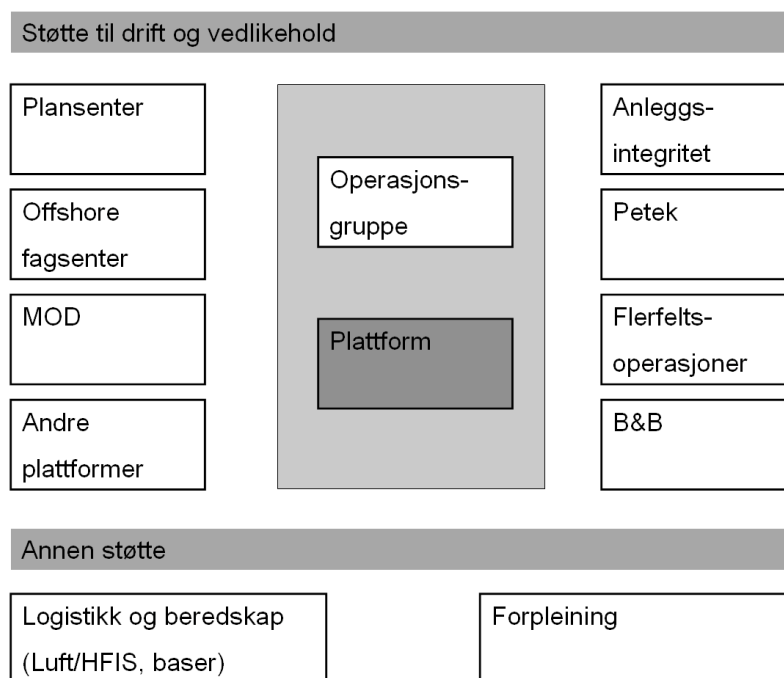 Støtte til drift og vedlikehold
Plansenter
Offshore
fagsenter
MOD
Andre
plattformer
Operasjons-
gruppe
Plattform
Anleggs-
integritet
Petek
Flerfelts-
operasjoner
B&B
Annen støtte
Logistikk og beredskap
(Luft/HFIS, baser)
Forpleining